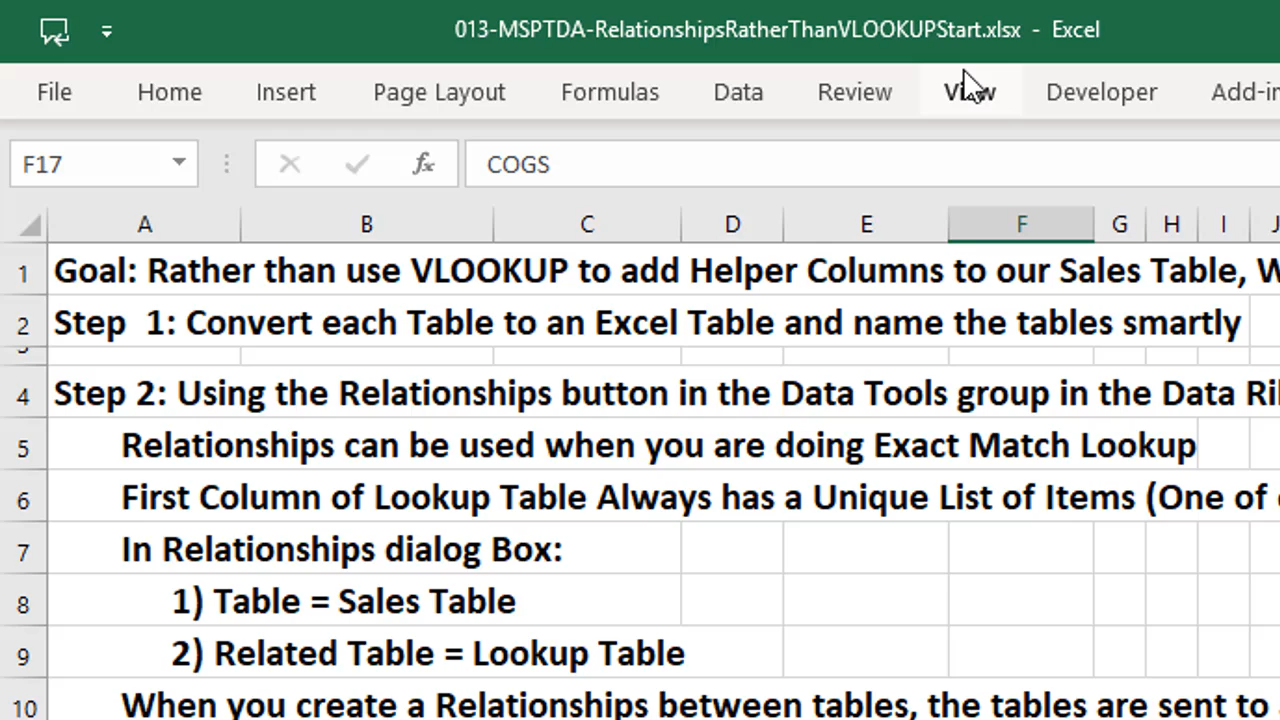 013-MSPTDA-RelationshipsRatherThanVLOOKUPStart.xlsx - Excel
File Home Insert Page Layout Formulas Data Review View Developer Add-in
F17 fx COGS
A B C D E F G H I J
1 Goal: Rather than use VLOOKUP to add Helper Columns to our Sales Table, W
2 Step 1: Convert each Table to an Excel Table and name the tables smartly
3
4 Step 2: Using the Relationships button in the Data Tools group in the Data Ri
5 Relationships can be used when you are doing Exact Match Lookup
6 First Column of Lookup Table Always has a Unique List of Items (One of
7 In Relationships dialog Box:
8 1) Table = Sales Table
9 2) Related Table = Lookup Table
10 When you create a Relationships between tables, the tables are sent to